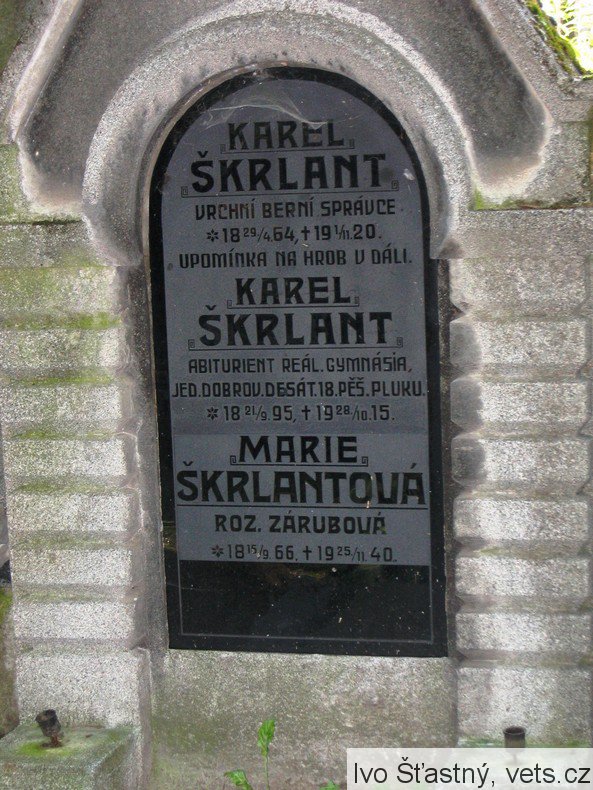 KAREL
ŠKRLANT
VRCHNÍ BERNÍ SPRÁVCE
* 18 29/4. 64, † 19 1/11. 20.
UPOMÍNKA NA HROB V DÁLI.
KAREL
ŠKRLANT
ABITURIENT REÁL. GYMNÁSIA,
JED. DOBROV. DESÁT. 18. PĚŠ. PLUKU.
* 18 21/9. 95, † 19 28/10. 15.
MARIE
ŠKRLANTOVÁ
ROZ. ZÁRUBOVÁ
* 18 15/9. 66, † 19 25/11. 40.
Ivo Šťastný, vets.cz